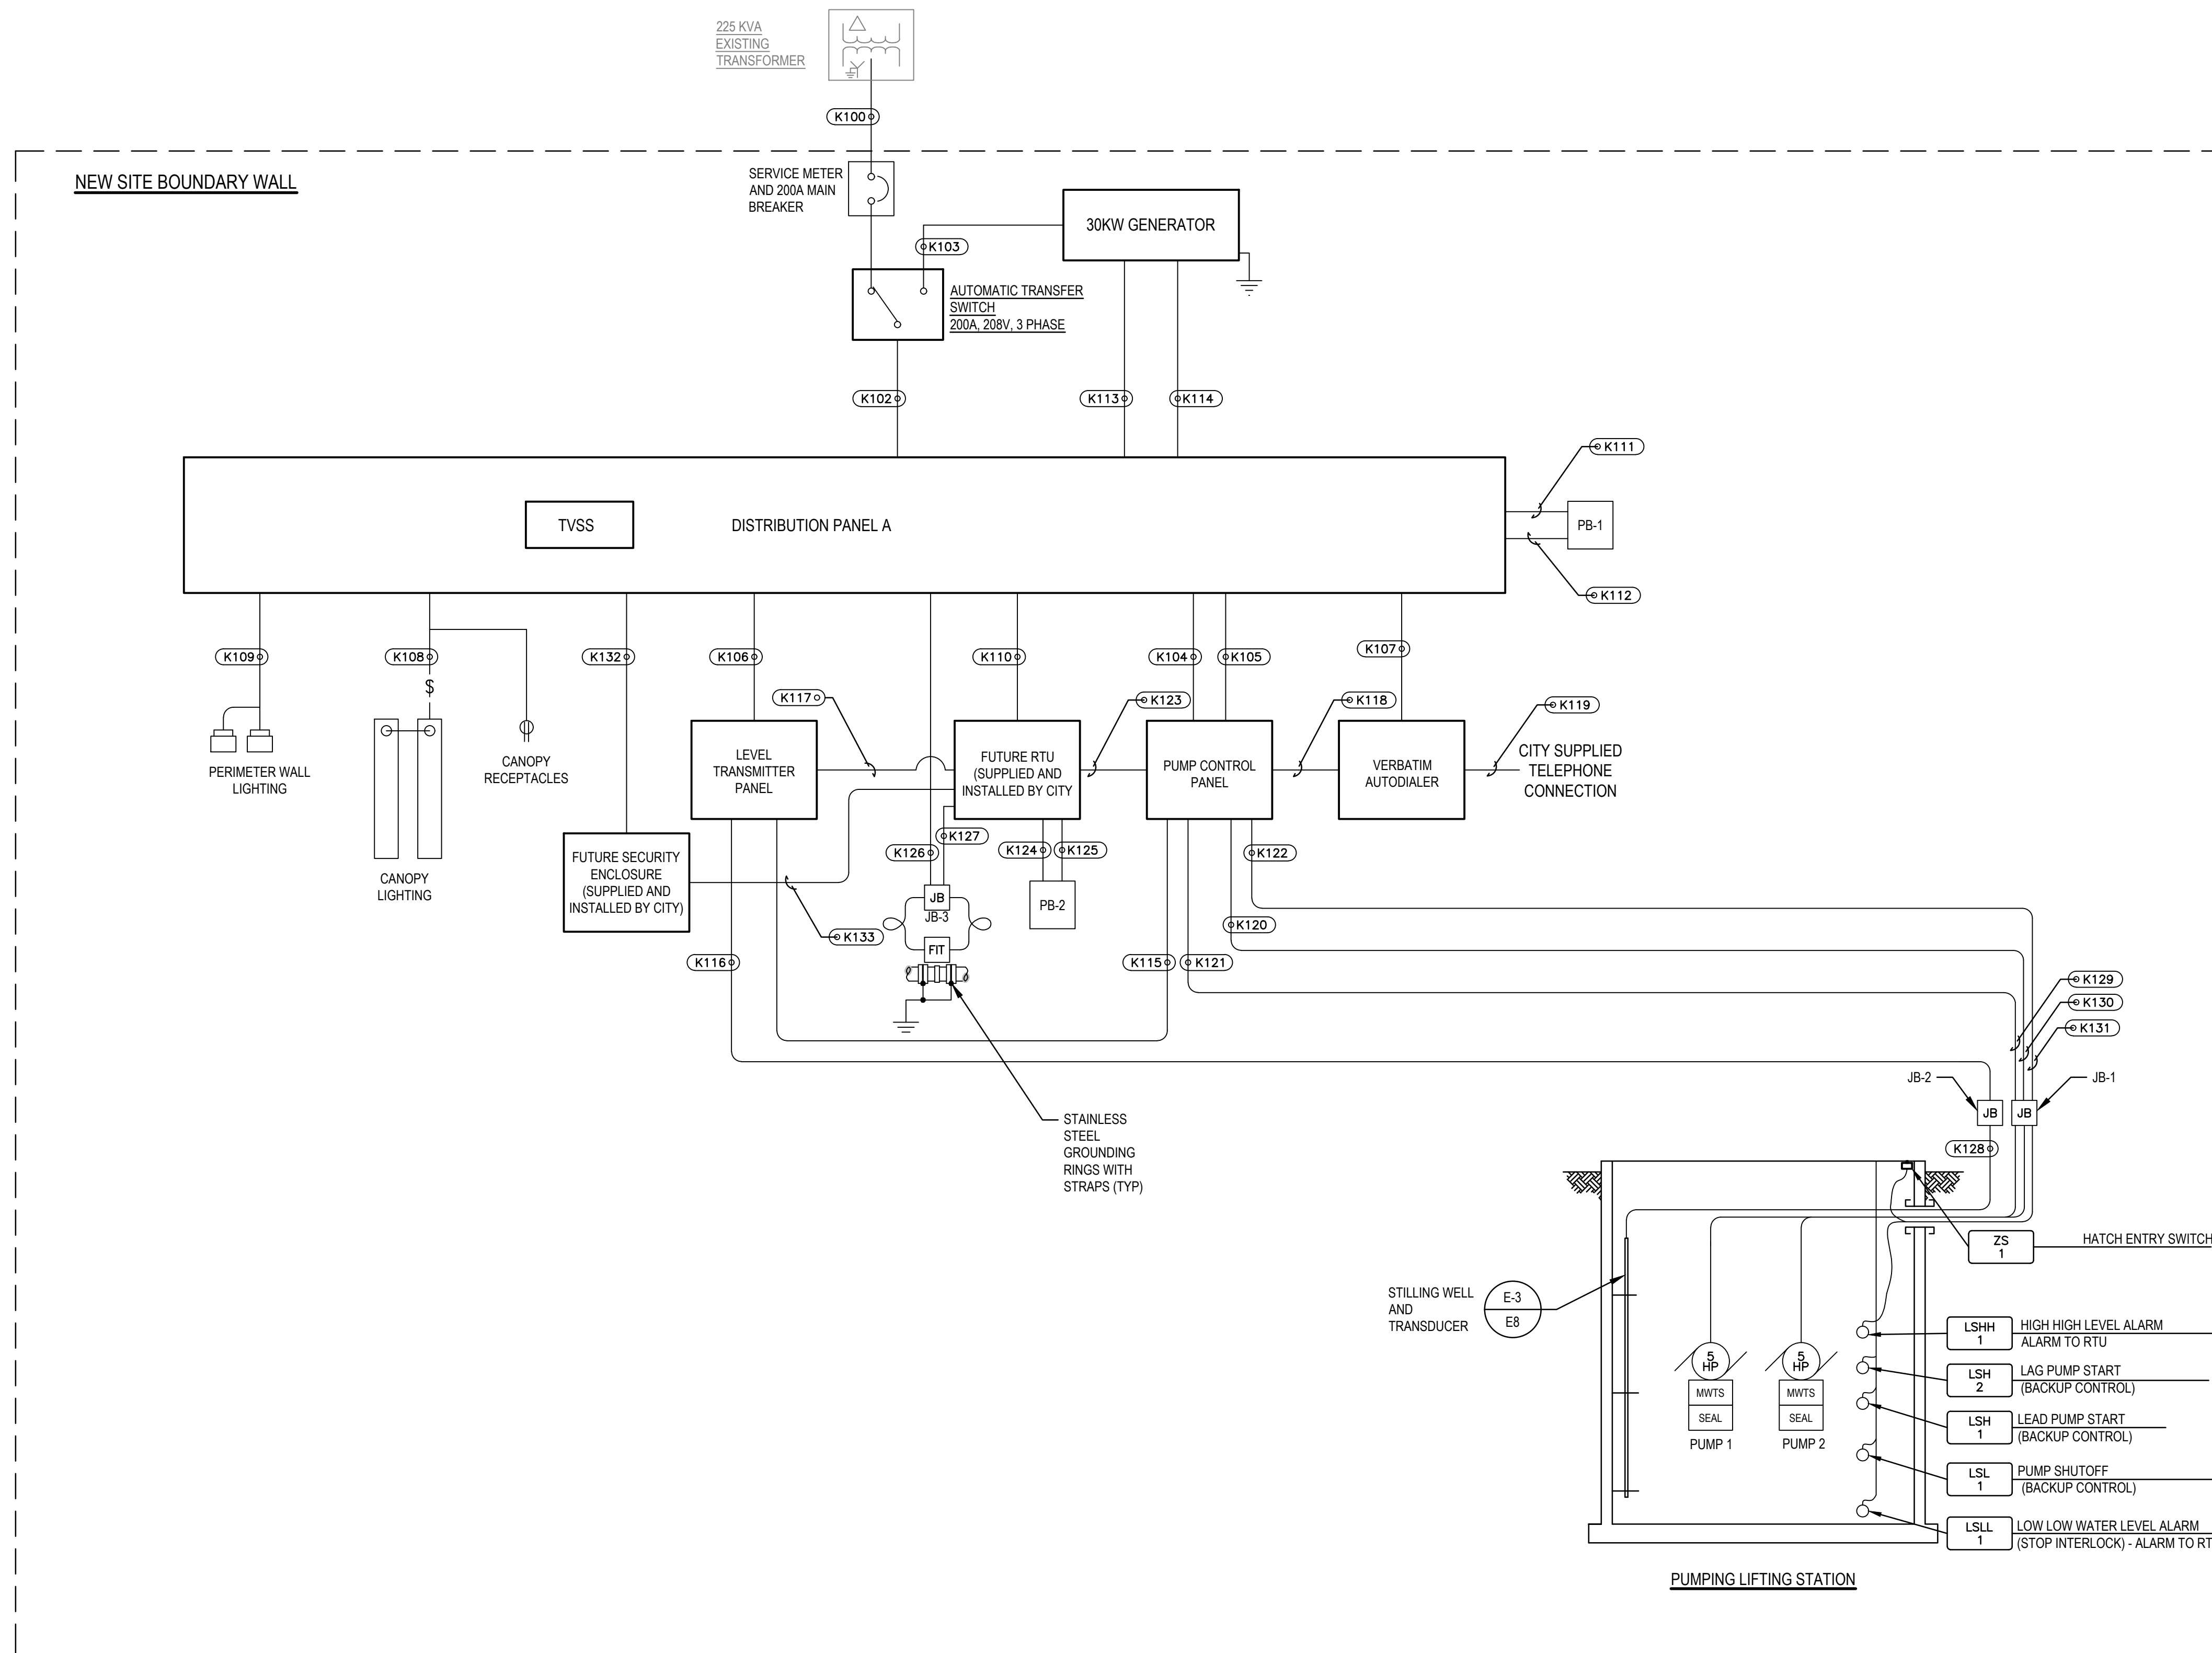 225 KVA
EXISTING
TRANSFORMER
K100
NEW SITE BOUNDARY WALL
SERVICE METER
AND 200A MAIN
BREAKER
30KW GENERATOR
K103
AUTOMATIC TRANSFER
SWITCH
200A, 208V, 3 PHASE
K102
K113
K114
K111
TVSS
DISTRIBUTION PANEL A
PB-1
K112
K109
K108
K132
K106
K110
K104
K105
K107
$
K117
K123
K118
K119
PERIMETER WALL
LIGHTING
CANOPY
RECEPTACLES
CANOPY
LIGHTING
LEVEL
TRANSMITTER
PANEL
FUTURE RTU
(SUPPLIED AND
INSTALLED BY CITY
PUMP CONTROL
PANEL
VERBATIM
AUTODIALER
CITY SUPPLIED
TELEPHONE
CONNECTION
FUTURE SECURITY
ENCLOSURE
(SUPPLIED AND
INSTALLED BY CITY)
K127
K126
K124
K125
K122
JB
JB-3
PB-2
K120
K133
FIT
K116
K115
K121
K129
K130
K131
JB-2
JB-1
JB
JB
STAINLESS
STEEL
GROUNDING
RINGS WITH
STRAPS (TYP)
K128
ZS
1
HATCH ENTRY SWITCH
STILLING WELL
AND
TRANSDUCER
E-3
E8
5
HP
MWTS
SEAL
PUMP 1
5
HP
MWTS
SEAL
PUMP 2
LSHH
1
HIGH HIGH LEVEL ALARM
ALARM TO RTU
LSH
2
LAG PUMP START
(BACKUP CONTROL)
LSH
1
LEAD PUMP START
(BACKUP CONTROL)
LSL
1
PUMP SHUTOFF
(BACKUP CONTROL)
LSLL
1
LOW LOW WATER LEVEL ALARM
(STOP INTERLOCK) - ALARM TO RT
PUMPING LIFTING STATION